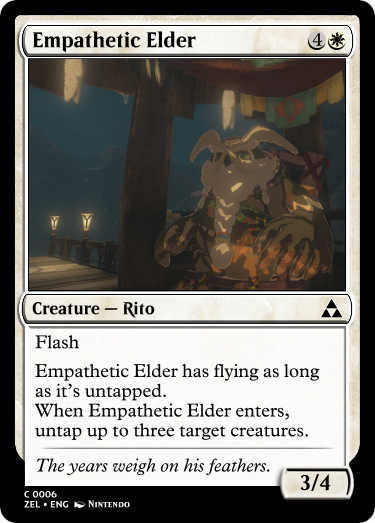 Empathetic Elder 4
Creature — Rito
Flash
Empathetic Elder has flying as long
as it's untapped.
When Empathetic Elder enters,
untap up to three target creatures.
The years weigh on his feathers.
3/4
C 0006
ZEL • ENG Nintendo